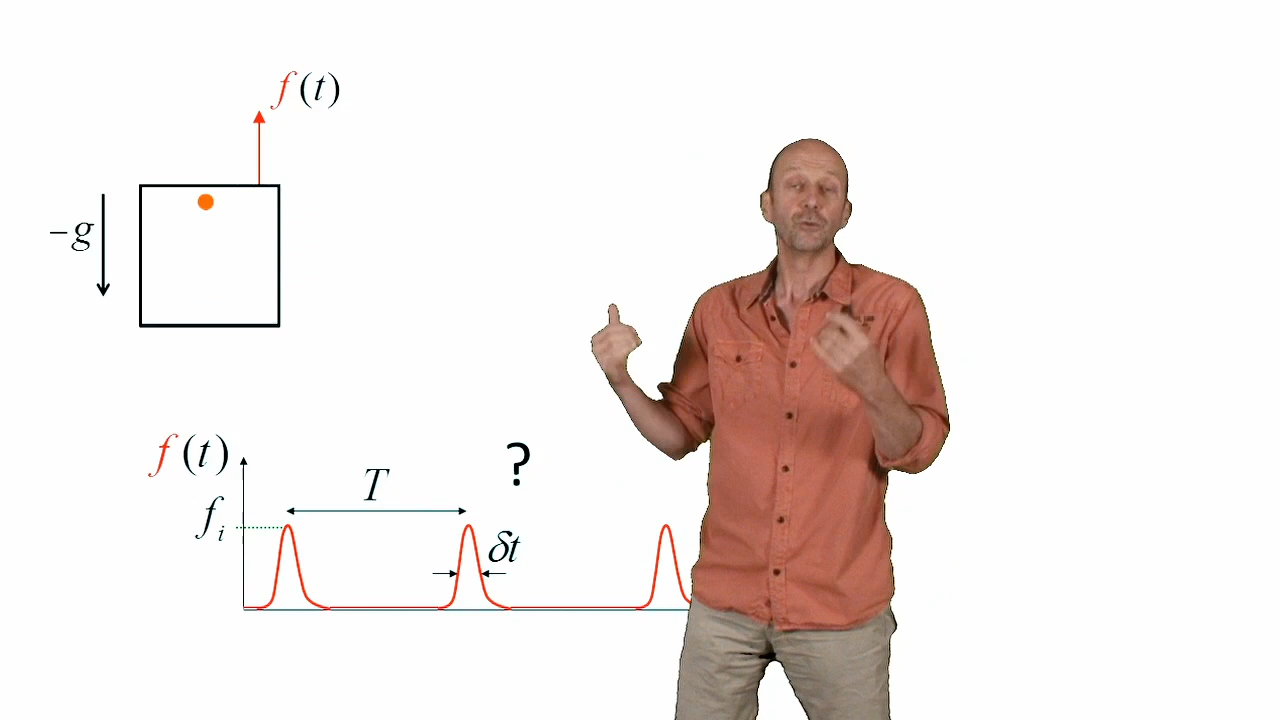 f (t)
−g
f (t)
f_i
T
?
δt